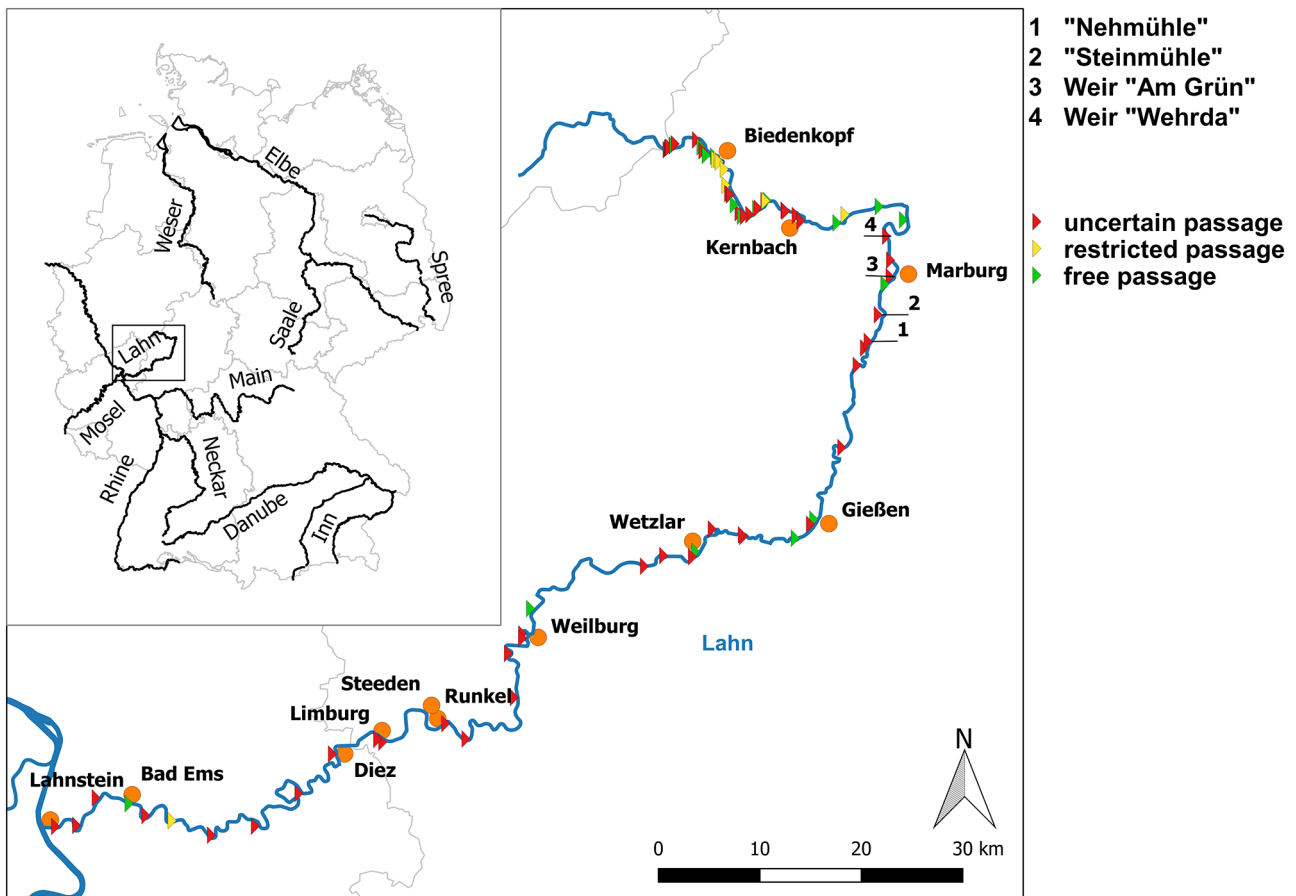 1 "Nehmühle"
2 "Steinmühle"
3 Weir "Am Grün"
4 Weir "Wehrda"
uncertain passage
restricted passage
free passage
Elbe
Weser
Spree
Saale
Lahn
Main
Mosel
Rhine
Neckar
Danube
Inn
Biedenkopf
Kernbach
4
3
Marburg
2
1
Gießen
Wetzlar
Weilburg
Lahn
Steeden
Runkel
Limburg
Diez
Lahnstein
Bad Ems
N
0 10 20 30 km